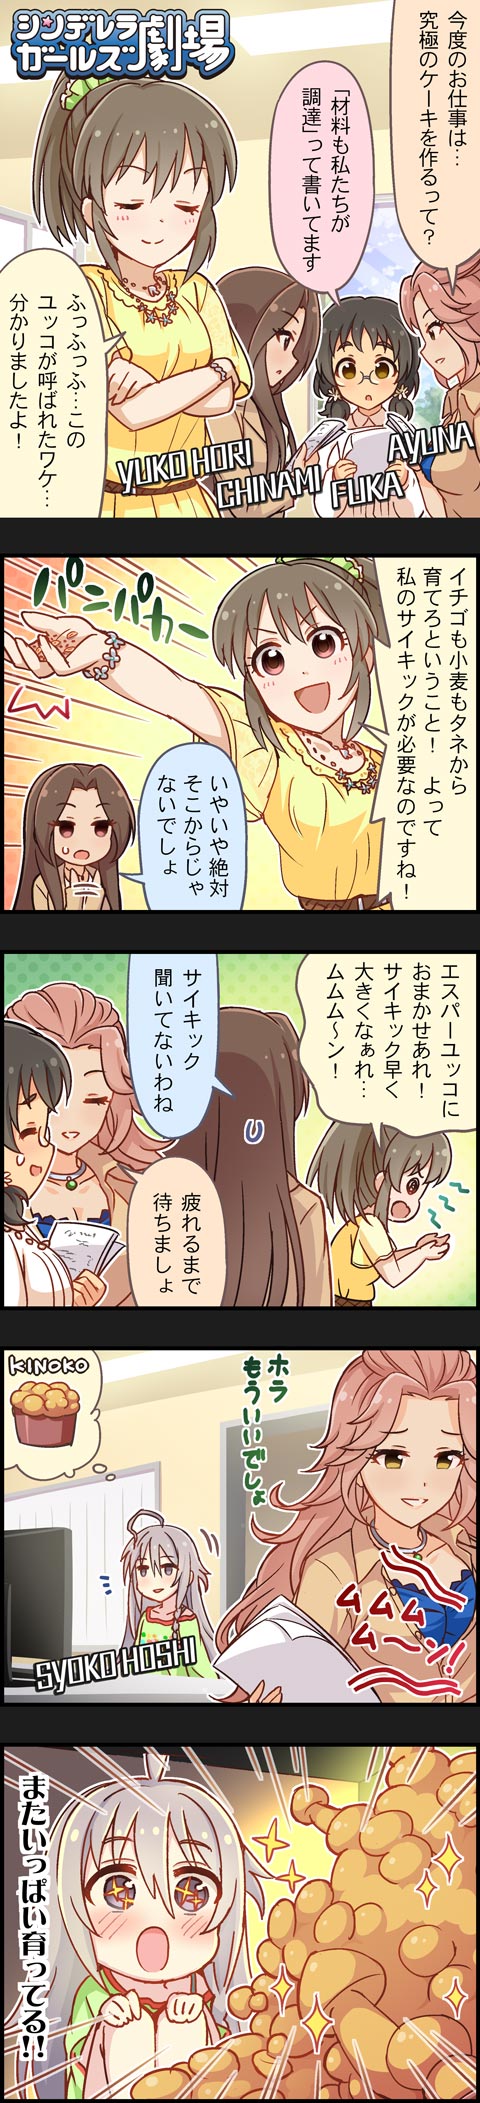 シンデレラ
ガールズ劇場
今度のお仕事は…
究極のケーキを作るって？
「材料も私たちが
調達」って書いてます
ふっふっふ…この
ユッコが呼ばれたワケ…
分かりましたよ！
YUKO HORI
CHINAMI
FUKA
AYUNA
イチゴも小麦もタネから
育てろということ！　よって
私のサイキックが必要なのですね！
パンパカー
いやいや絶対
そこからじゃ
ないでしょ
エスパーユッコに
おまかせあれ！
サイキック早く
大きくなぁれ…
ムムム〜ン！
サイキック
聞いてないわね
疲れるまで
待ちましょ
ホラ
もういいでしょ
KINOKO
ムムム
ム〜ン！
SYOKO HOSHI
またいっぱい育ってる!!